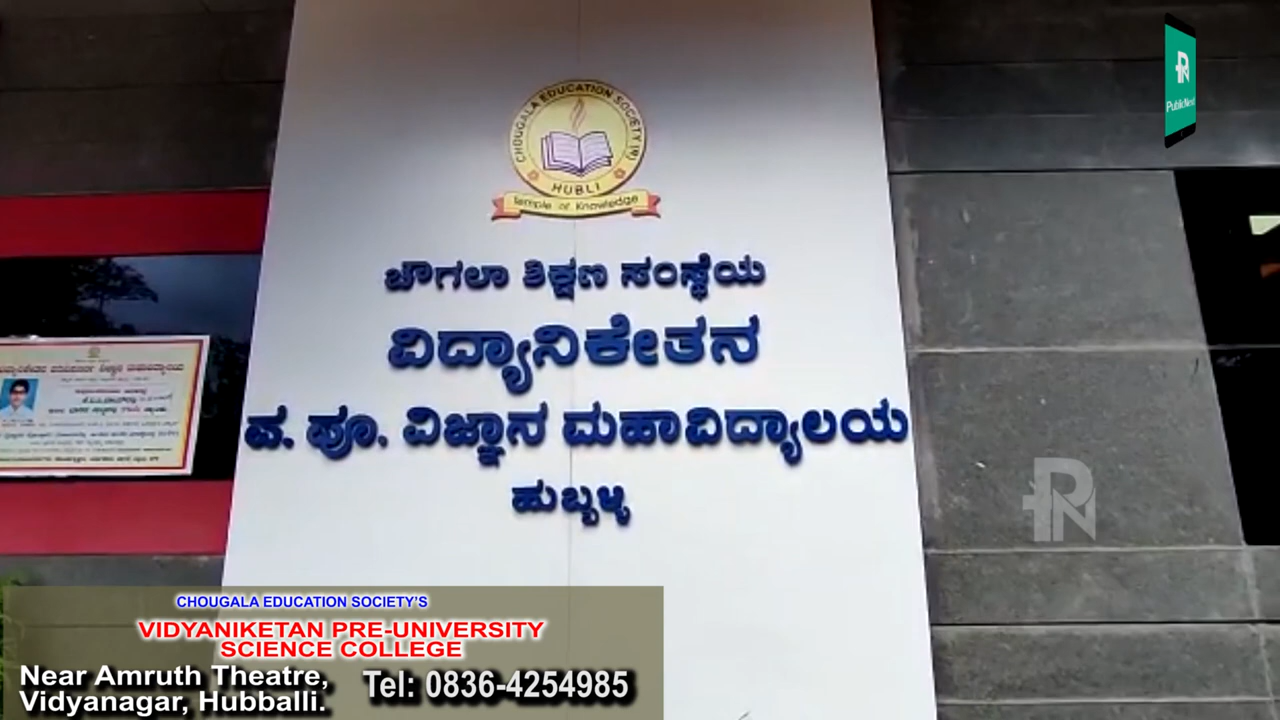 PublicNext
CHOUGALA EDUCATION SOCIETY (R)
HUBLI
Temple of Knowledge
ಚೌಗಲಾ ಶಿಕ್ಷಣ ಸಂಸ್ಥೆಯ
ವಿದ್ಯಾನಿಕೇತನ
ಪ. ಪೂ. ವಿಜ್ಞಾನ ಮಹಾವಿದ್ಯಾಲಯ
ಹುಬ್ಬಳ್ಳಿ
PN
CHOUGALA EDUCATION SOCIETY'S
VIDYANIKETAN PRE-UNIVERSITY
SCIENCE COLLEGE
Near Amruth Theatre,
Vidyanagar, Hubballi.
Tel: 0836-4254985